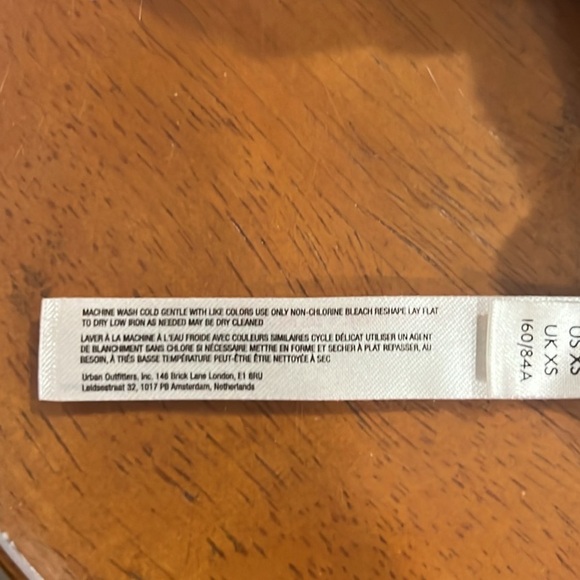 MACHINE WASH COLD GENTLE WITH LIKE COLORS USE ONLY NON-CHLORINE BLEACH RESHAPE LAY FLAT
TO DRY LOW IRON AS NEEDED MAY BE DRY CLEANED
LAVER À LA MACHINE À L'EAU FROIDE AVEC COULEURS SIMILAIRES CYCLE DÉLICAT UTILISER UN AGENT
DE BLANCHIMENT SANS CHLORE SI NÉCESSAIRE METTRE EN FORME ET SECHER À PLAT REPASSER, AU
BESOIN, À TRÉS BASSE TEMPÉRATURE PEUT-ÊTRE ÊTRE NETTOYÉE À SEC
Urban Outfitters, Inc. 146 Brick Lane London, E1 6RU
Leidsestraat 32, 1017 PB Amsterdam, Netherlands
US XS
UK XS
160/84A